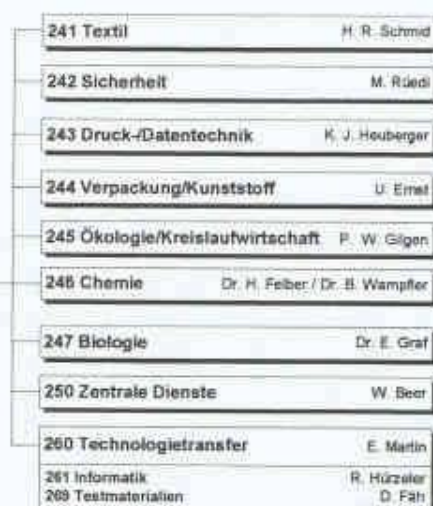 241 Textil H. R. Schmid
242 Sicherheit M. Rüedi
243 Druck-/Datentechnik K. J. Heuberger
244 Verpackung/Kunststoff U. Ernst
245 Ökologie/Kreislaufwirtschaft P. W. Gilgen
246 Chemie Dr. H. Felber / Dr. B. Wampfler
247 Biologie Dr. E. Graf
250 Zentrale Dienste W. Beer
260 Technologietransfer E. Martin
261 Informatik R. Hürzeler
269 Testmaterialien D. Fäh